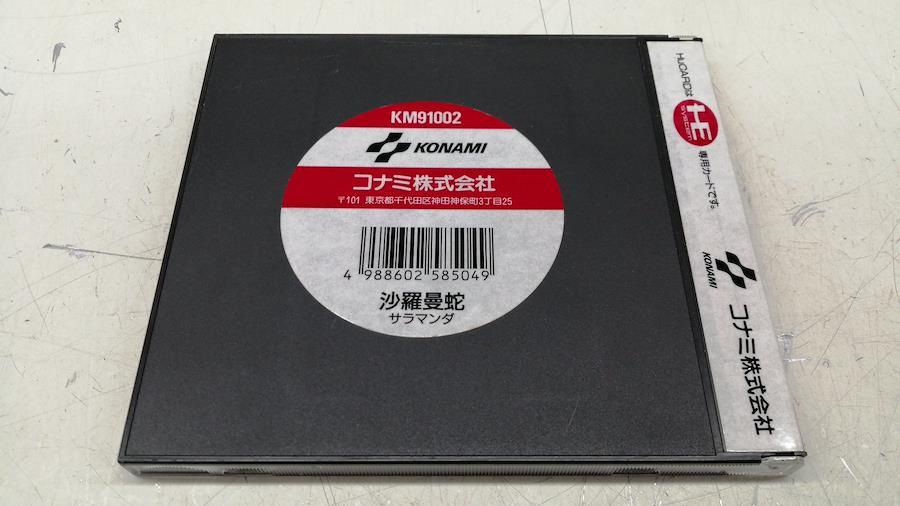 KM91002
KONAMI
コナミ株式会社
〒101 東京都千代田区神田神保町3丁目25
4 988602 585049
沙羅曼蛇
サラマンダ
HuCARDは
HE
SYSTEM
専用カードです。
KONAMI
コナミ株式会社